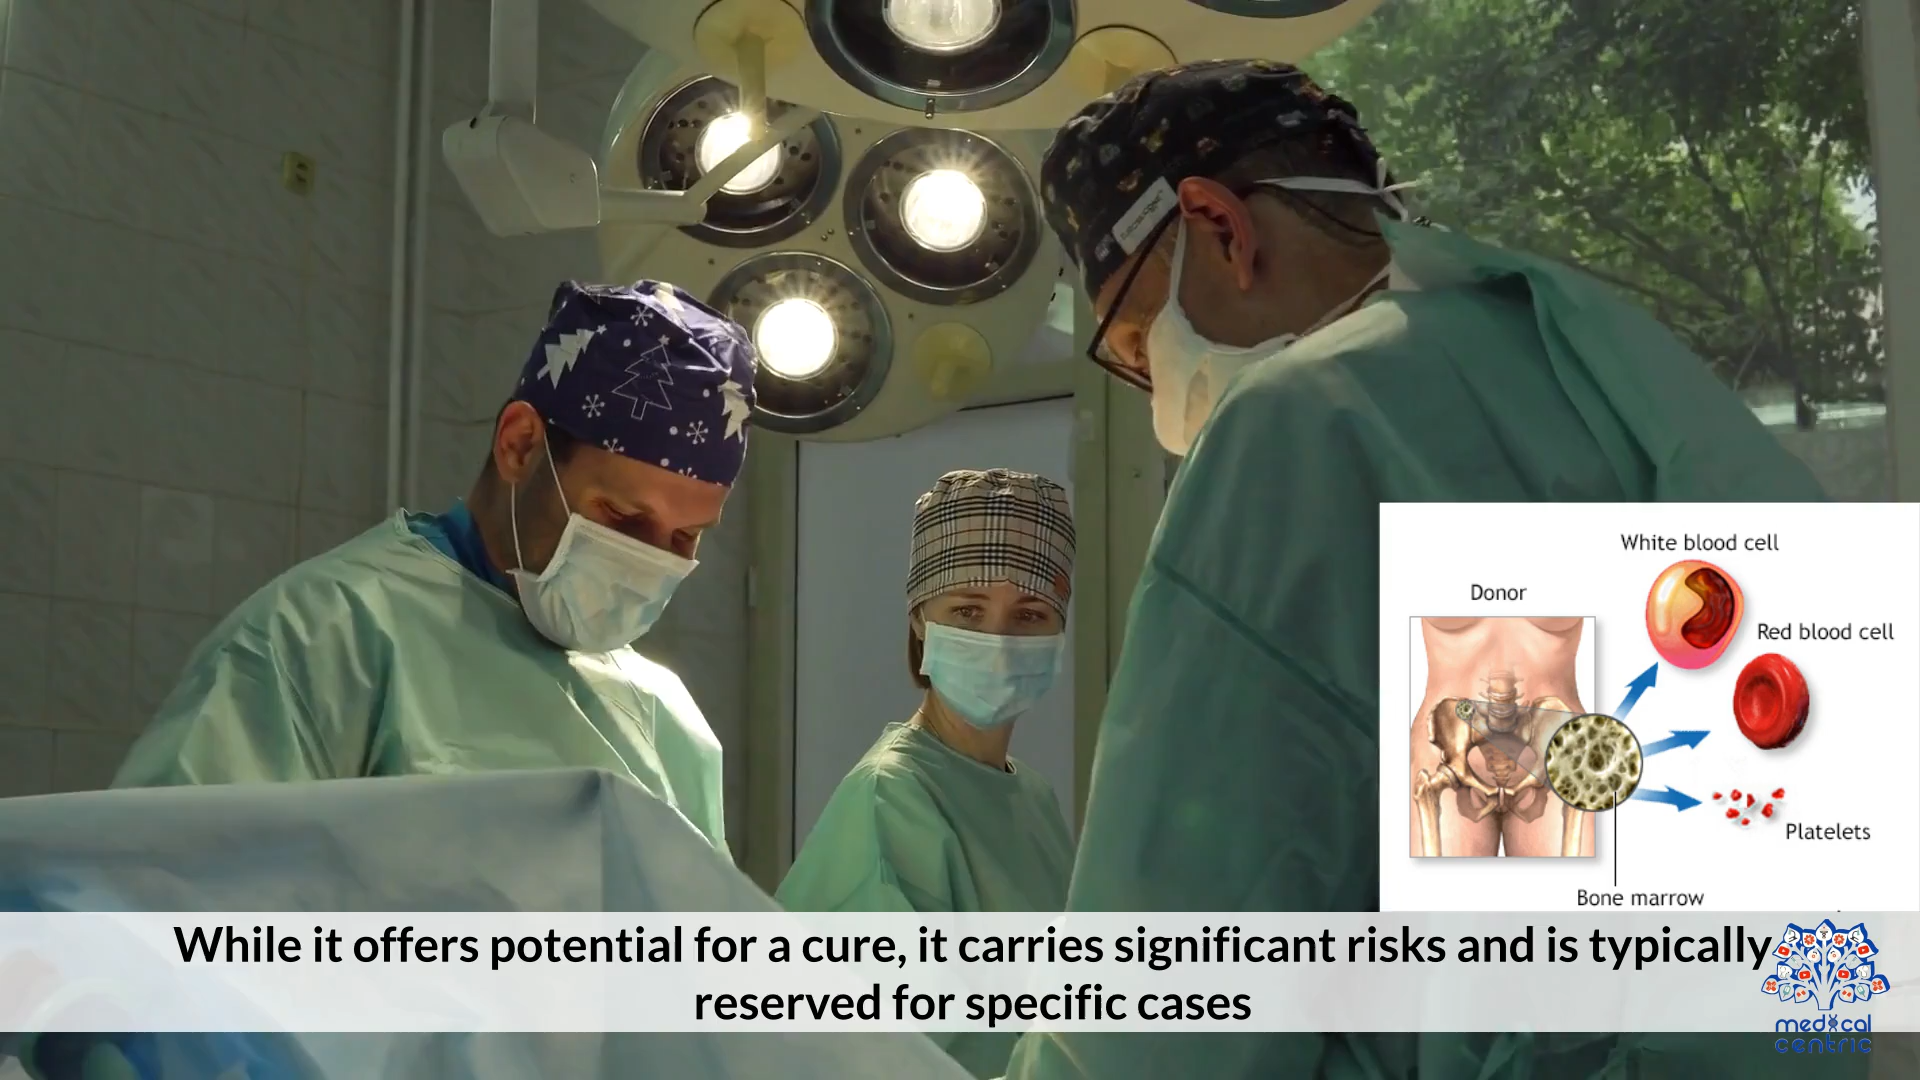 White blood cell
Donor
Red blood cell
Platelets
Bone marrow
While it offers potential for a cure, it carries significant risks and is typically
reserved for specific cases
medical
centric